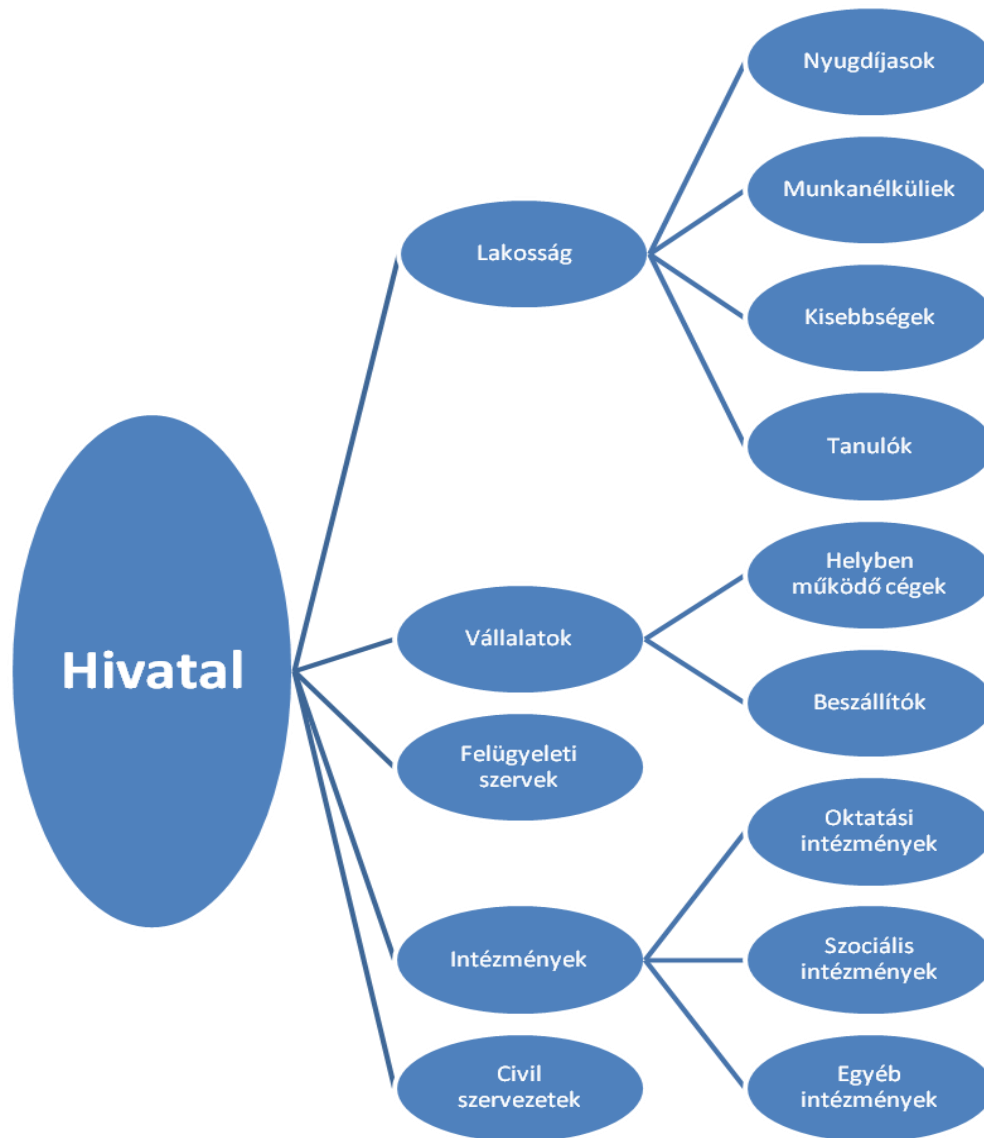 Hivatal
Lakosság
Nyugdíjasok
Munkanélküliek
Kisebbségek
Tanulók
Vállalatok
Helyben
működő cégek
Beszállítók
Felügyeleti
szervek
Intézmények
Oktatási
intézmények
Szociális
intézmények
Egyéb
intézmények
Civil
szervezetek